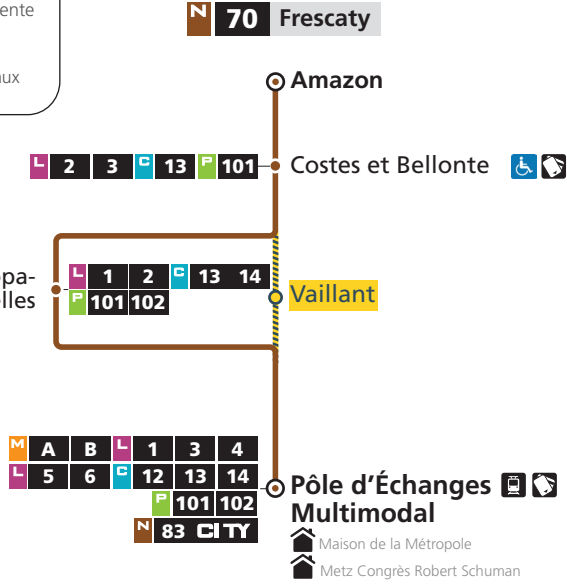 ente
aux
N 70 Frescaty
Amazon
L 2 3 C 13 P 101
Costes et Bellonte
pa-
lles
L 1 2 C 13 14
P 101 102
Vaillant
M A B L 1 3 4
L 5 6 C 12 13 14
P 101 102
N 83 CITY
Pôle d'Échanges
Multimodal
Maison de la Métropole
Metz Congrès Robert Schuman